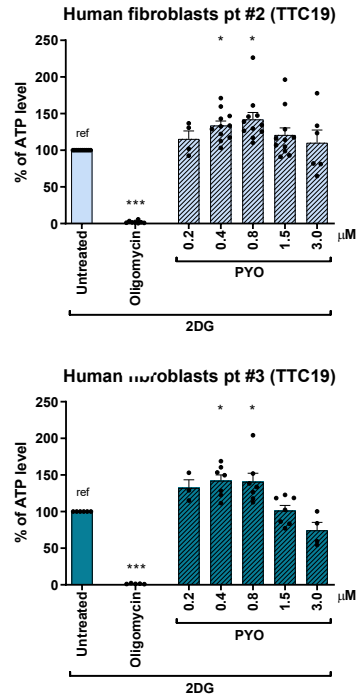 Human fibroblasts pt #2 (TTC19)
% of ATP level
250
200
150
100
50
0
ref
***
*
*
Untreated
Oligomycin
0.2
0.4
0.8
1.5
3.0
μM
PYO
2DG
Human fibroblasts pt #3 (TTC19)
% of ATP level
250
200
150
100
50
0
ref
***
*
*
Untreated
Oligomycin
0.2
0.4
0.8
1.5
3.0
μM
PYO
2DG